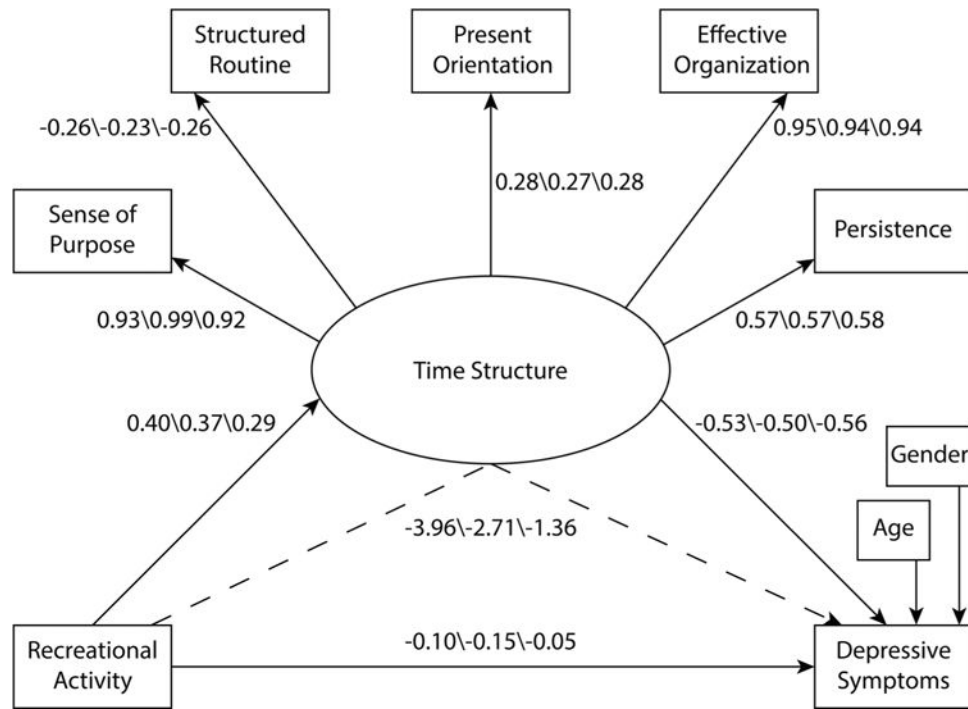 Structured
Routine
Present
Orientation
Effective
Organization
-0.26\-0.23\-0.26
0.95\0.94\0.94
0.28\0.27\0.28
Sense of
Purpose
Persistence
0.93\0.99\0.92
0.57\0.57\0.58
Time Structure
0.40\0.37\0.29
-0.53\-0.50\-0.56
Gender
Age
-3.96\-2.71\-1.36
Recreational
Activity
-0.10\-0.15\-0.05
Depressive
Symptoms